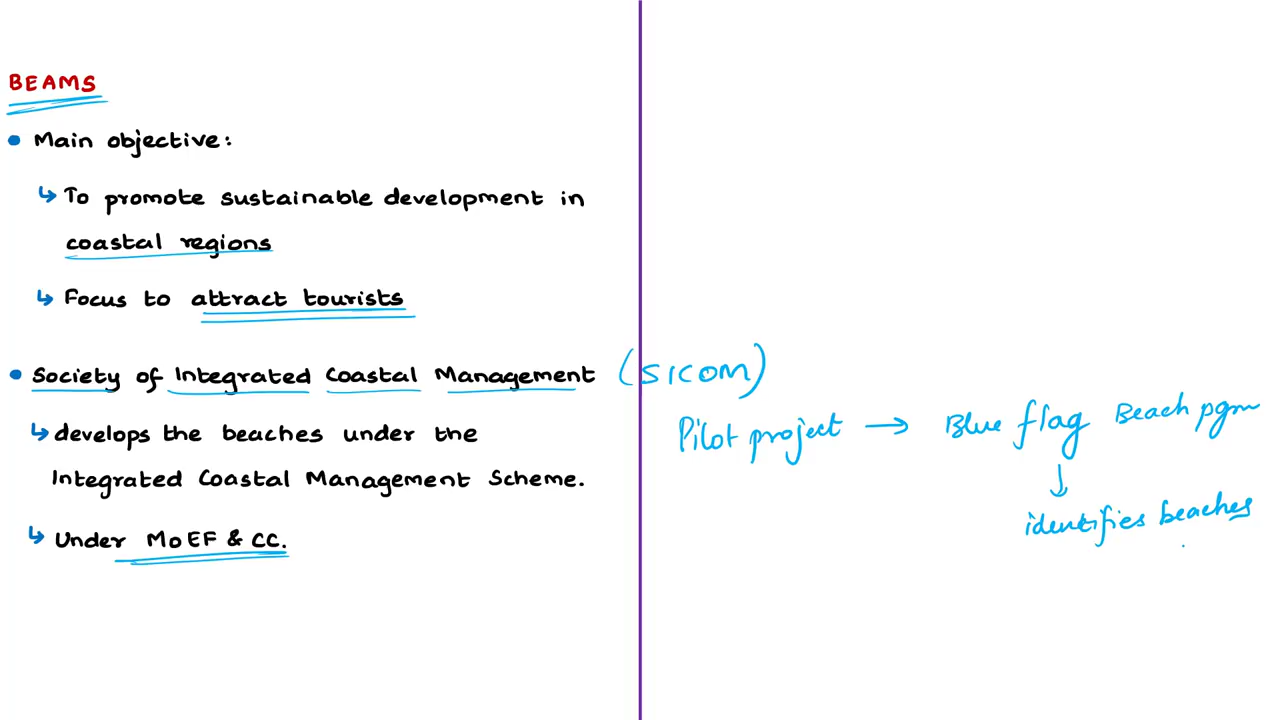 BEAMS
Main objective:
To promote sustainable development in
coastal regions
Focus to attract tourists
Society of Integrated Coastal Management (SICOM)
develops the beaches under the
Integrated Coastal Management Scheme.
Under MoEF & CC.
Pilot project → Blue flag Beach pgm
identifies beaches